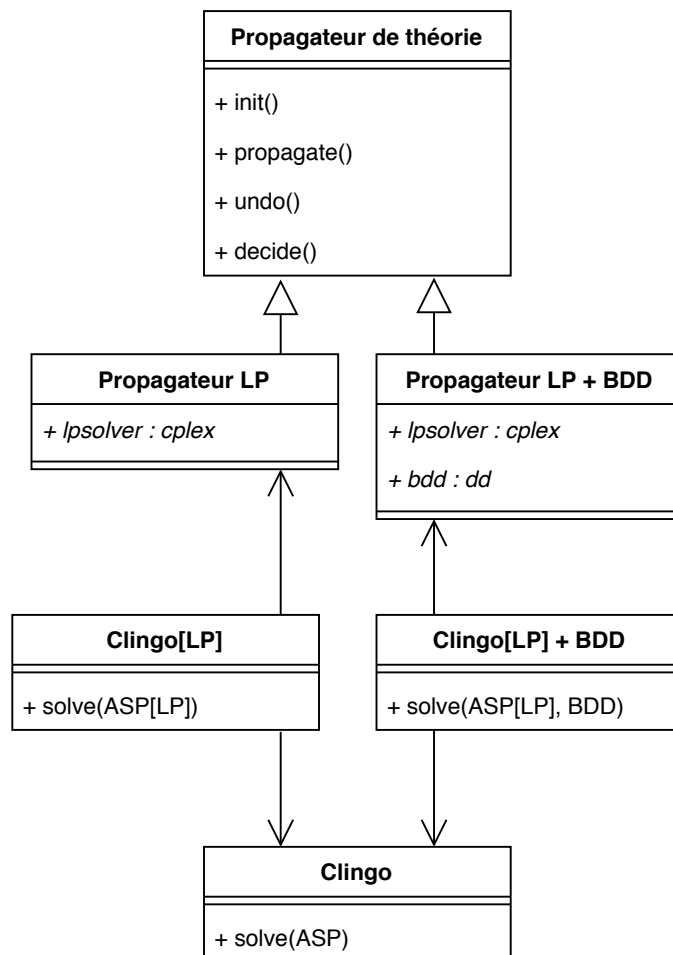 Propagateur de théorie
+ init()
+ propagate()
+ undo()
+ decide()
Propagateur LP
+ lpsolver : cplex
Propagateur LP + BDD
+ lpsolver : cplex
+ bdd : dd
Clingo[LP]
+ solve(ASP[LP])
Clingo[LP] + BDD
+ solve(ASP[LP], BDD)
Clingo
+ solve(ASP)